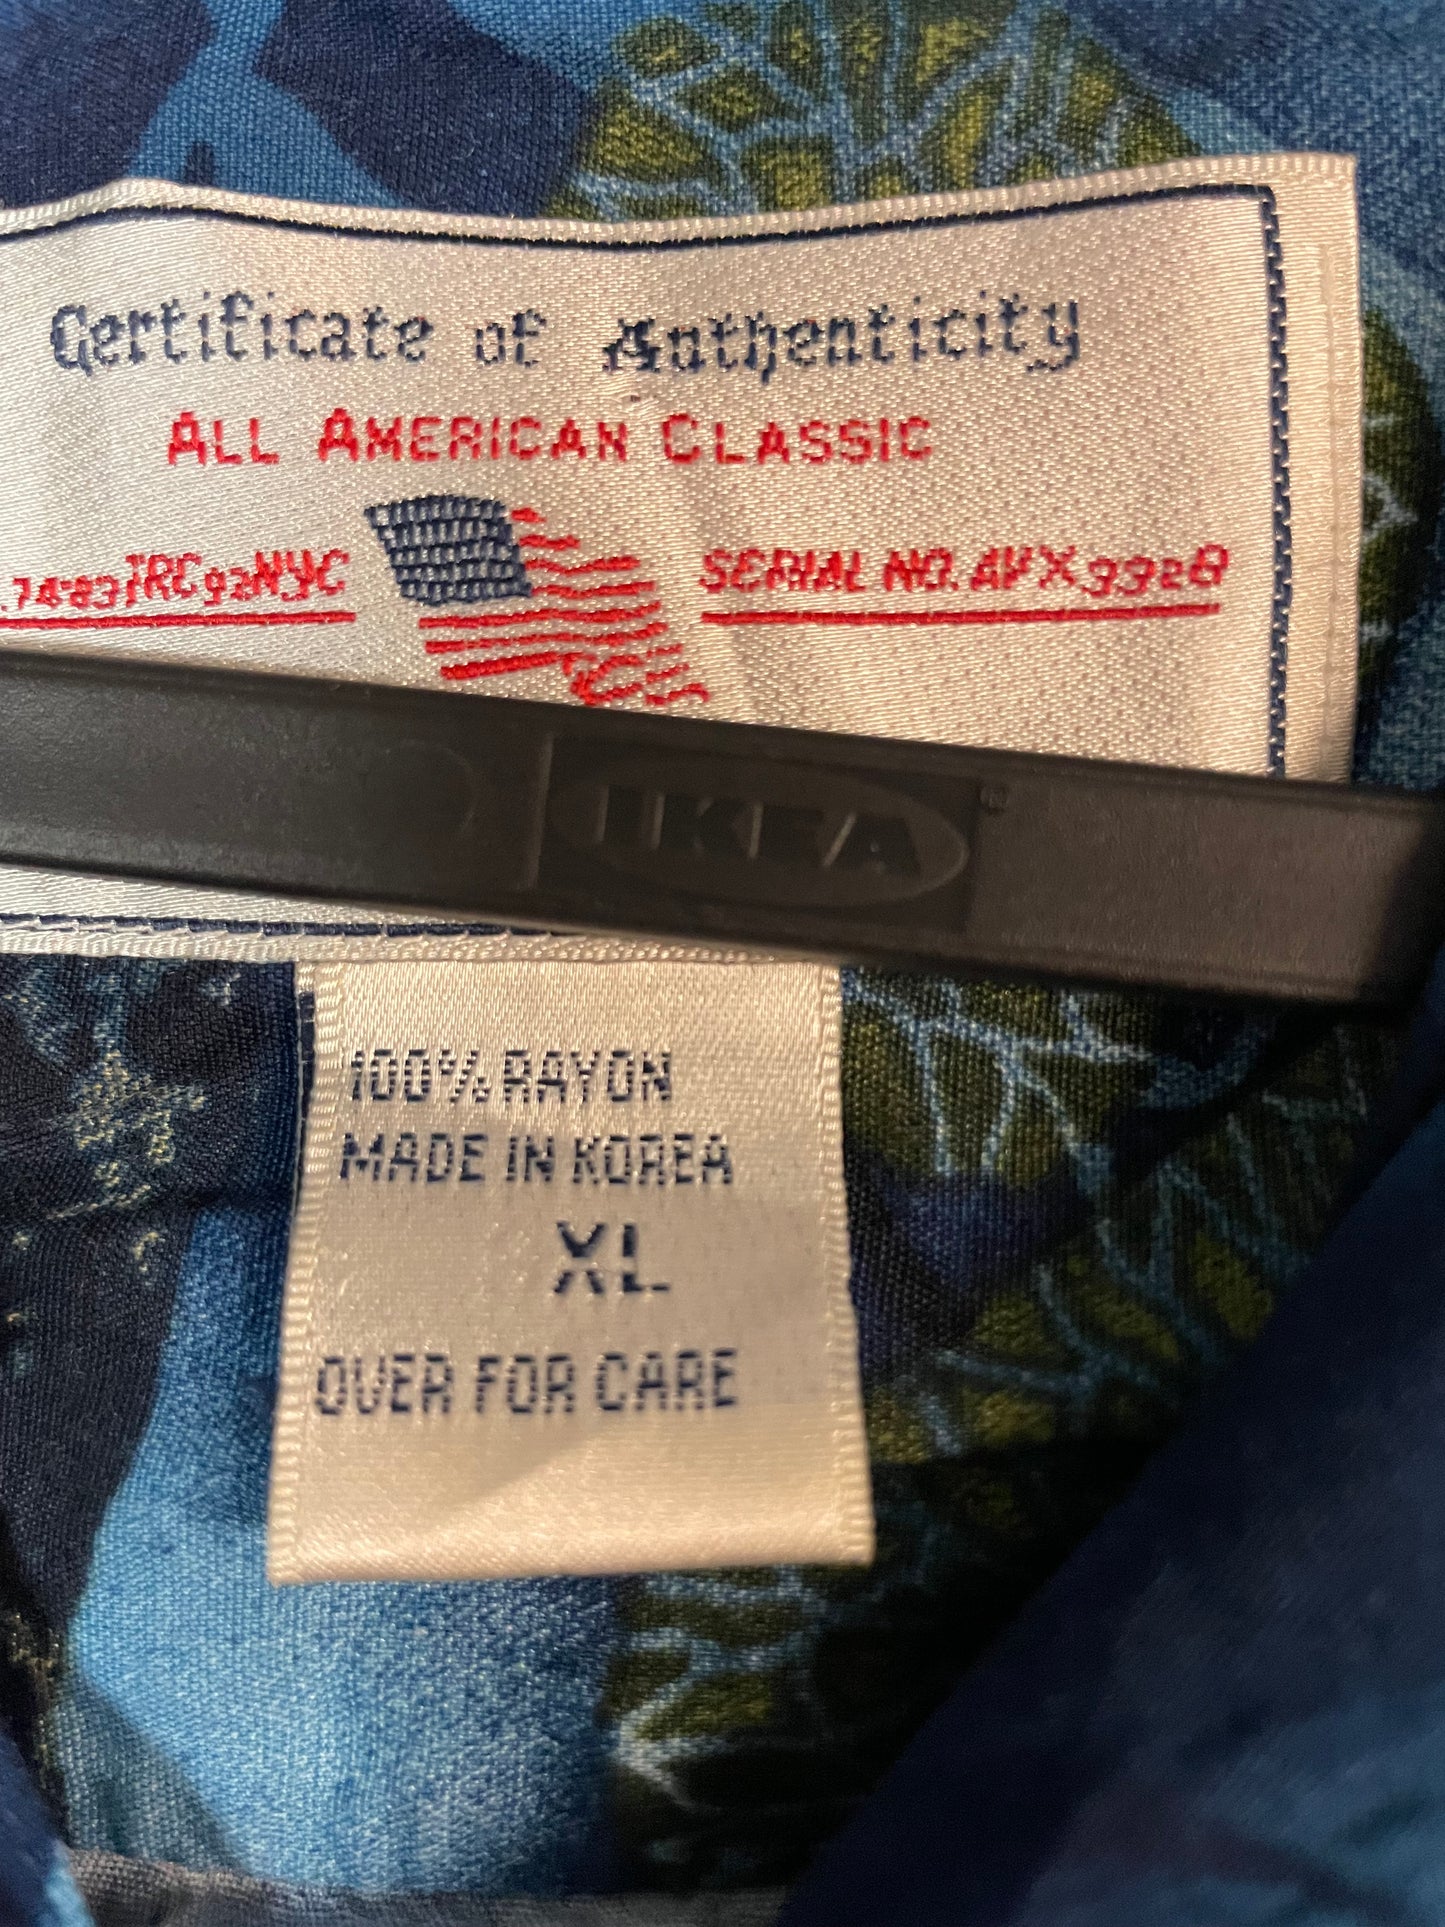 Certificate of Authenticity
ALL AMERICAN CLASSIC
.7483TRC92NYC
SERIAL NO. AVX3328
IKEA®
100% RAYON
MADE IN KOREA
XL
OVER FOR CARE